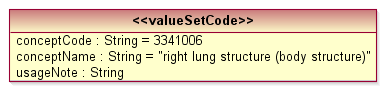 <<valueSetCode>>
conceptCode : String = 3341006
conceptName : String = "right lung structure (body structure)"
usageNote : String